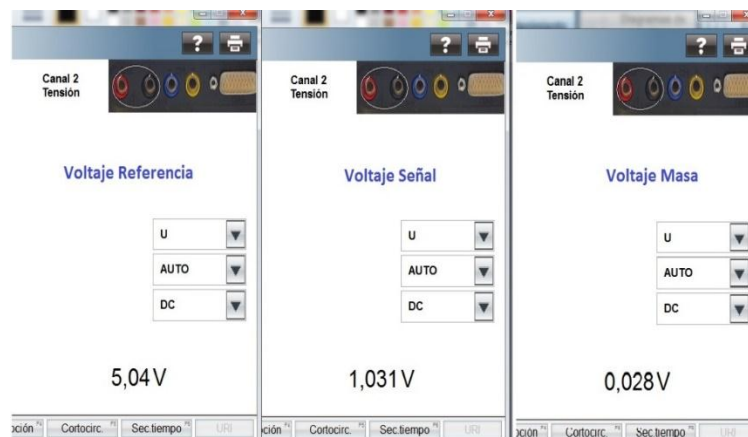 ?
Canal 2
Tensión
Voltaje Referencia
U
AUTO
DC
5,04 V
Cortocirc.
Sec.tiempo
URI
?
Canal 2
Tensión
Voltaje Señal
U
AUTO
DC
1,031 V
Cortocirc.
Sec.tiempo
URI
?
Canal 2
Tensión
Voltaje Masa
U
AUTO
DC
0,028 V
Cortocirc.
Sec.tiempo
URI